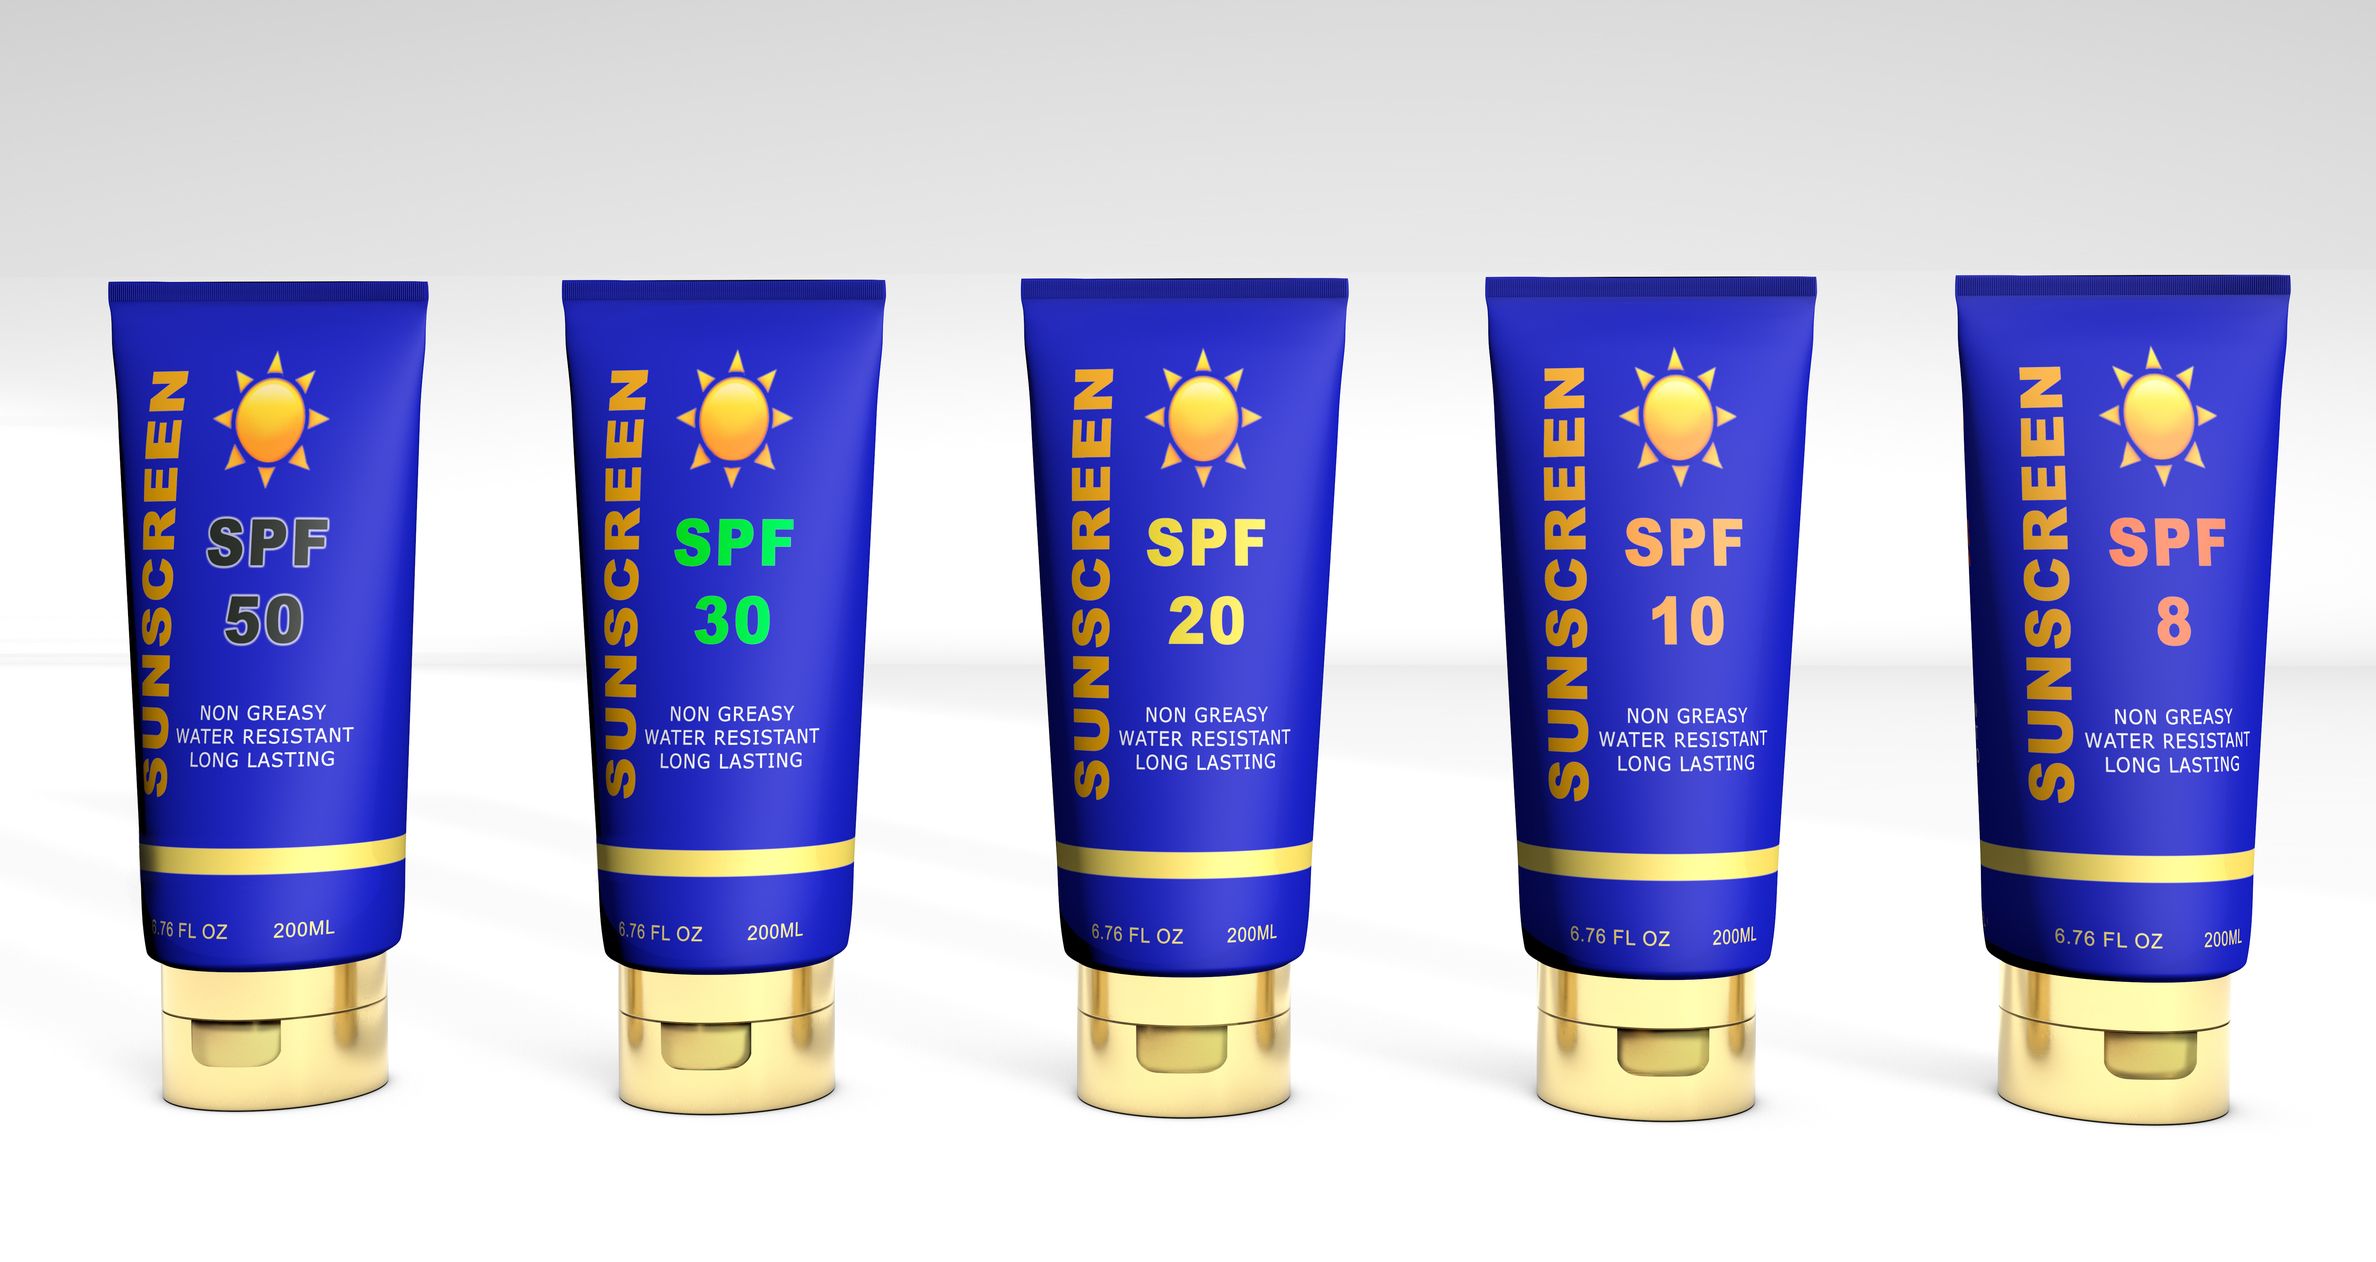 SUNSCREEN
SPF
50
NON GREASY
WATER RESISTANT
LONG LASTING
6.76 FL OZ 200ML
SUNSCREEN
SPF
30
NON GREASY
WATER RESISTANT
LONG LASTING
6.76 FL OZ 200ML
SUNSCREEN
SPF
20
NON GREASY
WATER RESISTANT
LONG LASTING
6.76 FL OZ 200ML
SUNSCREEN
SPF
10
NON GREASY
WATER RESISTANT
LONG LASTING
6.76 FL OZ 200ML
SUNSCREEN
SPF
8
NON GREASY
WATER RESISTANT
LONG LASTING
6.76 FL OZ 200ML